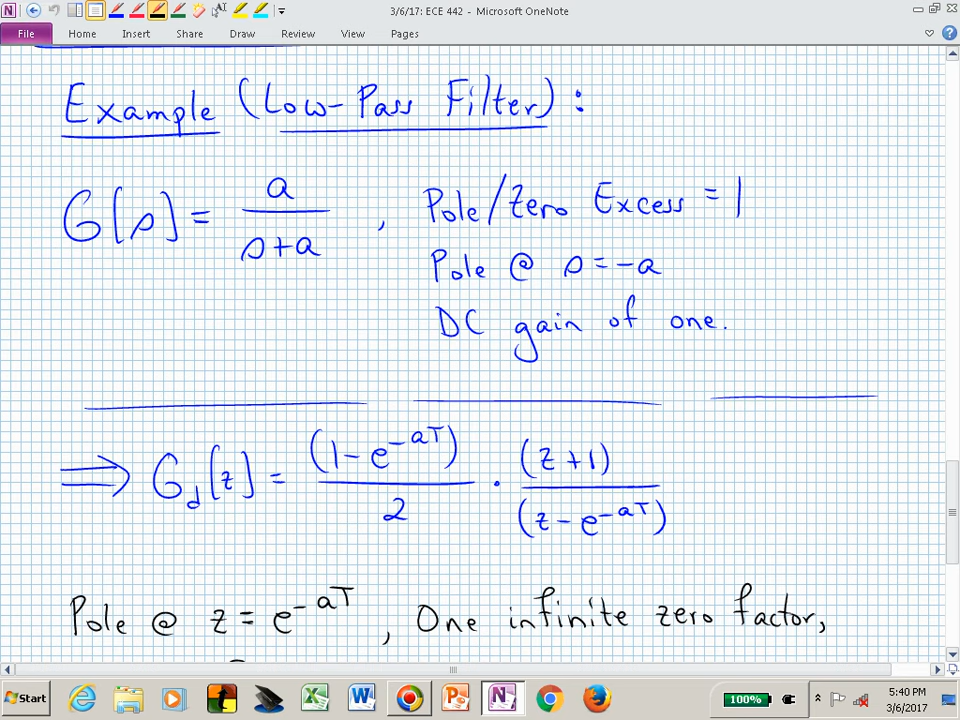 3/6/17: ECE 442 - Microsoft OneNote
File Home Insert Share Draw Review View Pages
Example (Low-Pass Filter) :
G(s) = a / (s+a) , Pole/Zero Excess = 1
Pole @ s = -a
DC gain of one.
⇒ G_d(z) = (1 - e^{-aT}) / 2 · (z+1) / (z - e^{-aT})
Pole @ z = e^{-aT} , One infinite zero factor,
Start
100%
5:40 PM
3/6/2017